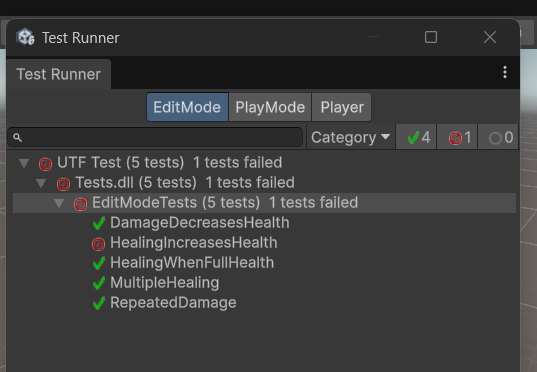 Test Runner
Test Runner
EditMode PlayMode Player
Category 4 1 0
UTF Test (5 tests) 1 tests failed
Tests.dll (5 tests) 1 tests failed
EditModeTests (5 tests) 1 tests failed
DamageDecreasesHealth
HealingIncreasesHealth
HealingWhenFullHealth
MultipleHealing
RepeatedDamage